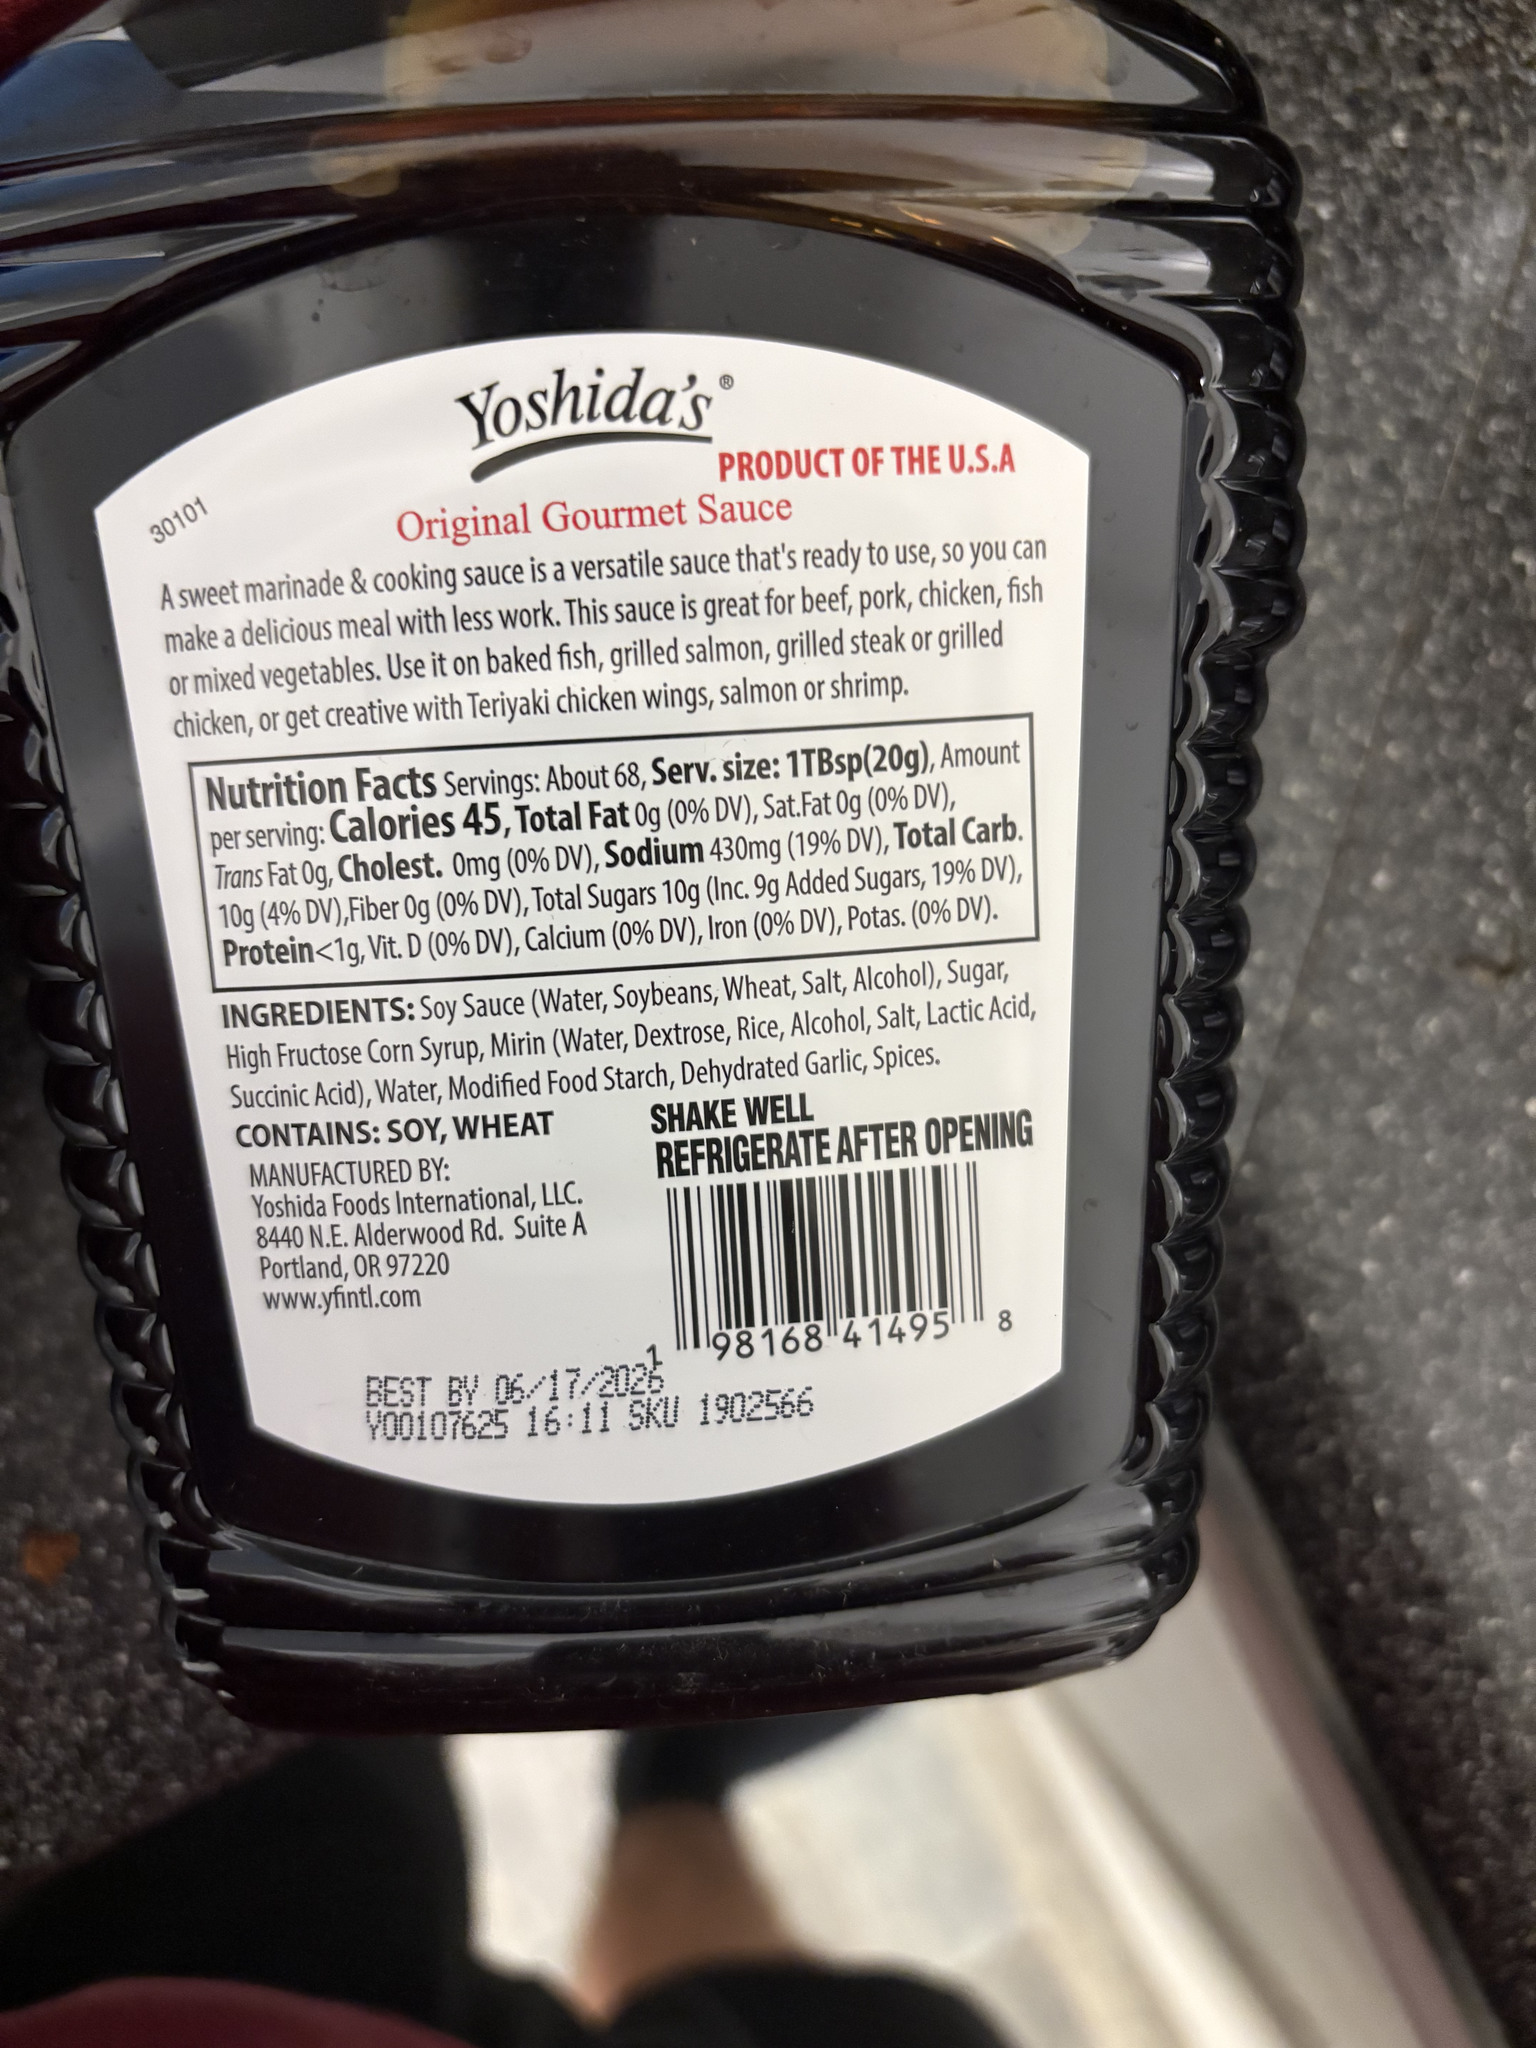 Yoshida's®
PRODUCT OF THE U.S.A
30101
Original Gourmet Sauce
A sweet marinade & cooking sauce is a versatile sauce that's ready to use, so you can
make a delicious meal with less work. This sauce is great for beef, pork, chicken, fish
or mixed vegetables. Use it on baked fish, grilled salmon, grilled steak or grilled
chicken, or get creative with Teriyaki chicken wings, salmon or shrimp.
Nutrition Facts Servings: About 68, Serv. size: 1TBsp(20g), Amount
per serving: Calories 45, Total Fat 0g (0% DV), Sat.Fat 0g (0% DV),
Trans Fat 0g, Cholest. 0mg (0% DV), Sodium 430mg (19% DV), Total Carb.
10g (4% DV),Fiber 0g (0% DV), Total Sugars 10g (Inc. 9g Added Sugars, 19% DV),
Protein<1g, Vit. D (0% DV), Calcium (0% DV), Iron (0% DV), Potas. (0% DV).
INGREDIENTS: Soy Sauce (Water, Soybeans, Wheat, Salt, Alcohol), Sugar,
High Fructose Corn Syrup, Mirin (Water, Dextrose, Rice, Alcohol, Salt, Lactic Acid,
Succinic Acid), Water, Modified Food Starch, Dehydrated Garlic, Spices.
CONTAINS: SOY, WHEAT
SHAKE WELL
REFRIGERATE AFTER OPENING
MANUFACTURED BY:
Yoshida Foods International, LLC.
8440 N.E. Alderwood Rd. Suite A
Portland, OR 97220
www.yfintl.com
1 98168 41495 8
BEST BY 06/17/2026
Y00107625 16:11 SKU 1902566